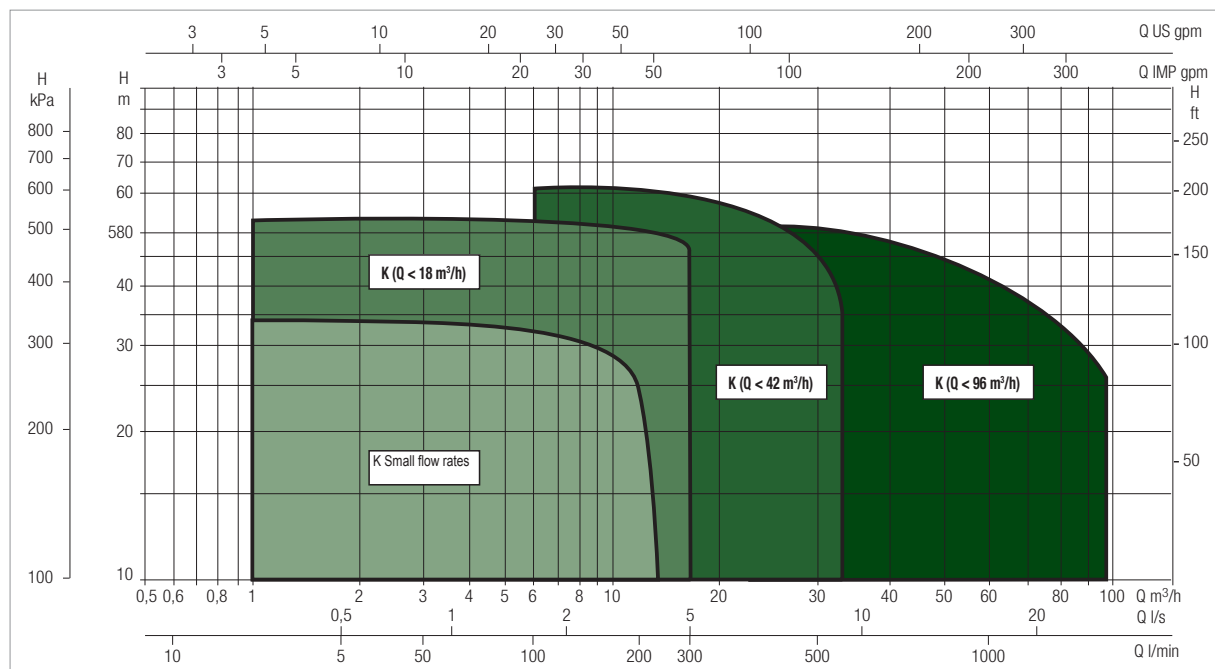 3 5 10 20 30 50 100 200 300 Q US gpm
3 5 10 20 30 50 100 200 300 Q IMP gpm
H kPa
H m
H ft
800
700
600
500
400
300
200
100
80
70
60
580
40
30
20
10
250
200
150
100
50
K (Q < 18 m³/h)
K (Q < 42 m³/h)
K (Q < 96 m³/h)
K Small flow rates
0,5 0,6 0,8 1 2 3 4 5 6 7 8 10 20 30 40 50 60 80 90 100 Q m³/h
0,5 1 2 5 10 20 Q l/s
10 5 50 100 200 300 500 1000 Q l/min